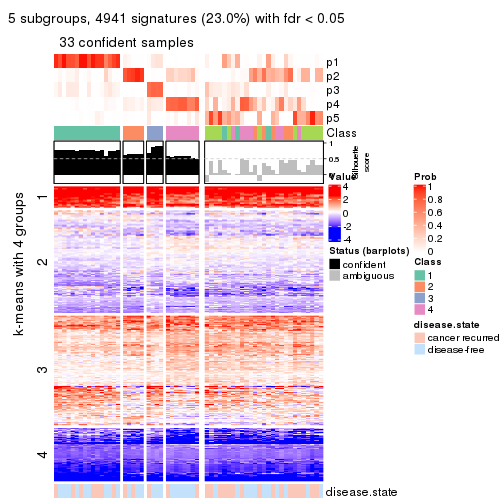 5 subgroups, 4941 signatures (23.0%) with fdr < 0.05
33 confident samples
p1
p2
p3
p4
p5
Class
1
0.5
0
Silhouette
score
k-means with 4 groups
1
2
3
4
disease.state
Value
4
2
0
-2
-4
Status (barplots)
confident
ambiguous
Prob
1
0.8
0.6
0.4
0.2
0
Class
1
2
3
4
disease.state
cancer recurred
disease-free